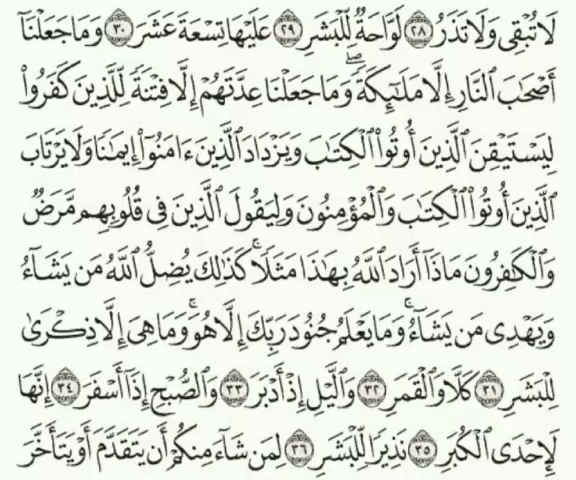 لَا تُبْقِى وَلَا تَذَرُ ٢٨ لَوَّاحَةٌ لِّلْبَشَرِ ٢٩ عَلَيْهَا تِسْعَةَ عَشَرَ ٣٠ وَمَا جَعَلْنَآ
أَصْحَٰبَ ٱلنَّارِ إِلَّا مَلَٰٓئِكَةً ۖ وَمَا جَعَلْنَا عِدَّتَهُمْ إِلَّا فِتْنَةً لِّلَّذِينَ كَفَرُوا۟
لِيَسْتَيْقِنَ ٱلَّذِينَ أُوتُوا۟ ٱلْكِتَٰبَ وَيَزْدَادَ ٱلَّذِينَ ءَامَنُوٓا۟ إِيمَٰنًا وَلَا يَرْتَابَ
ٱلَّذِينَ أُوتُوا۟ ٱلْكِتَٰبَ وَٱلْمُؤْمِنُونَ وَلِيَقُولَ ٱلَّذِينَ فِى قُلُوبِهِم مَّرَضٌ
وَٱلْكَٰفِرُونَ مَاذَآ أَرَادَ ٱللَّهُ بِهَٰذَا مَثَلًا ۚ كَذَٰلِكَ يُضِلُّ ٱللَّهُ مَن يَشَآءُ
وَيَهْدِى مَن يَشَآءُ ۚ وَمَا يَعْلَمُ جُنُودَ رَبِّكَ إِلَّا هُوَ ۚ وَمَا هِىَ إِلَّا ذِكْرَىٰ
لِلْبَشَرِ ٣١ كَلَّا وَٱلْقَمَرِ ٣٢ وَٱلَّيْلِ إِذْ أَدْبَرَ ٣٣ وَٱلصُّبْحِ إِذَآ أَسْفَرَ ٣٤ إِنَّهَا
لَإِحْدَى ٱلْكُبَرِ ٣٥ نَذِيرًا لِّلْبَشَرِ ٣٦ لِمَن شَآءَ مِنكُمْ أَن يَتَقَدَّمَ أَوْ يَتَأَخَّرَ